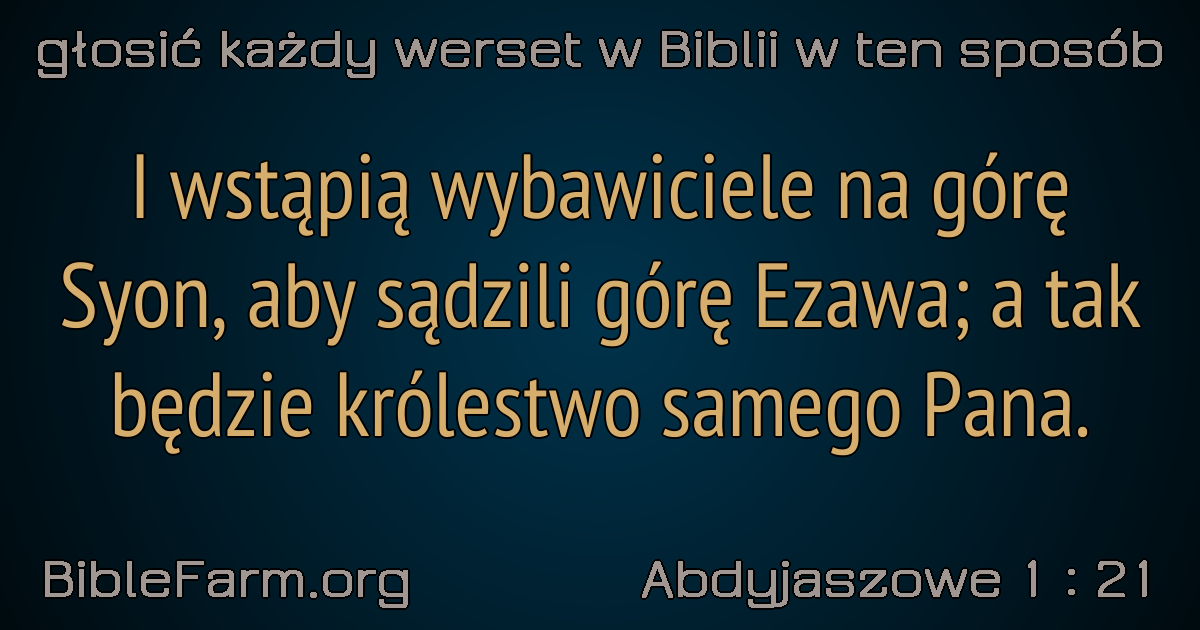 głosić każdy werset w Biblii w ten sposób
I wstąpią wybawiciele na górę
Syon, aby sądzili górę Ezawa; a tak
będzie królestwo samego Pana.
BibleFarm.org
Abdyjaszowe 1 : 21